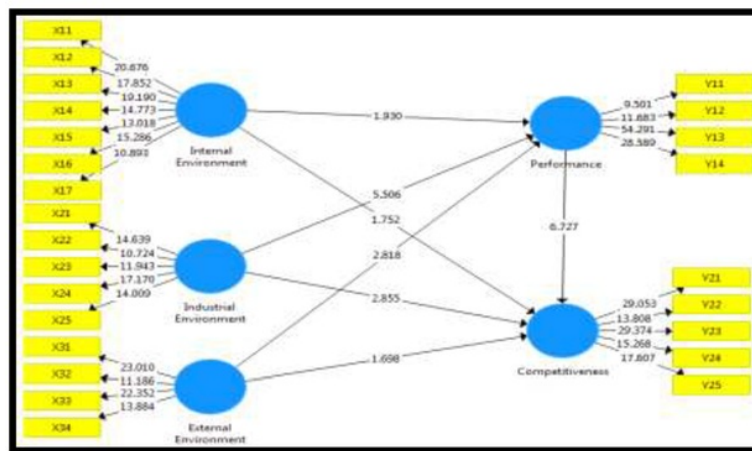 X11
X12
X13
X14
X15
X16
X17
20.676
17.852
19.190
14.773
13.018
15.286
10.893
Internal
Environment
X21
X22
X23
X24
X25
14.639
10.724
11.943
17.170
14.009
Industrial
Environment
X31
X32
X33
X34
23.010
11.186
22.352
13.884
External
Environment
1.930
5.506
1.752
2.818
2.855
1.698
6.727
Performance
9.501
11.683
54.291
28.589
Y11
Y12
Y13
Y14
Competitiveness
29.053
13.808
29.374
15.268
17.607
Y21
Y22
Y23
Y24
Y25